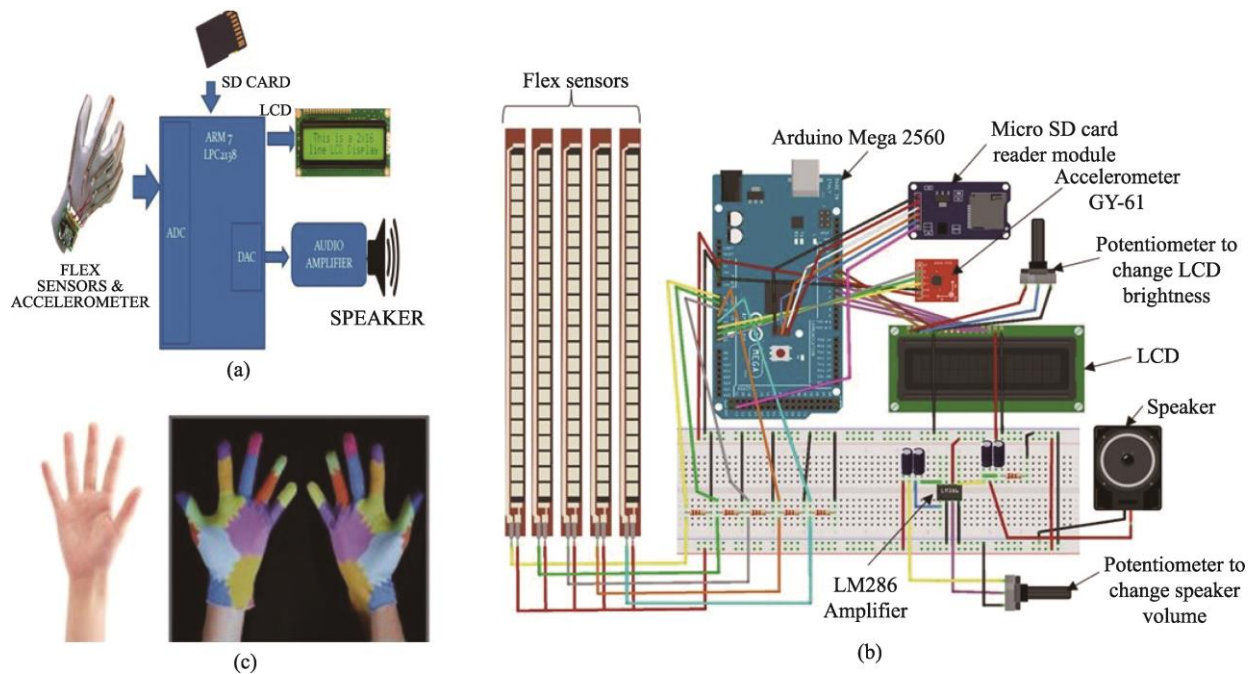 SD CARD
LCD
ARM 7
LPC2138
This is a 2x16
line LCD Display
ADC
DAC
AUDIO
AMPLIFIER
FLEX
SENSORS &
ACCELEROMETER
SPEAKER
(a)
Flex sensors
Arduino Mega 2560
Micro SD card
reader module
Accelerometer
GY-61
Potentiometer to
change LCD
brightness
MEGA
LCD
Speaker
LM286
Amplifier
Potentiometer to
change speaker
volume
(b)
(c)